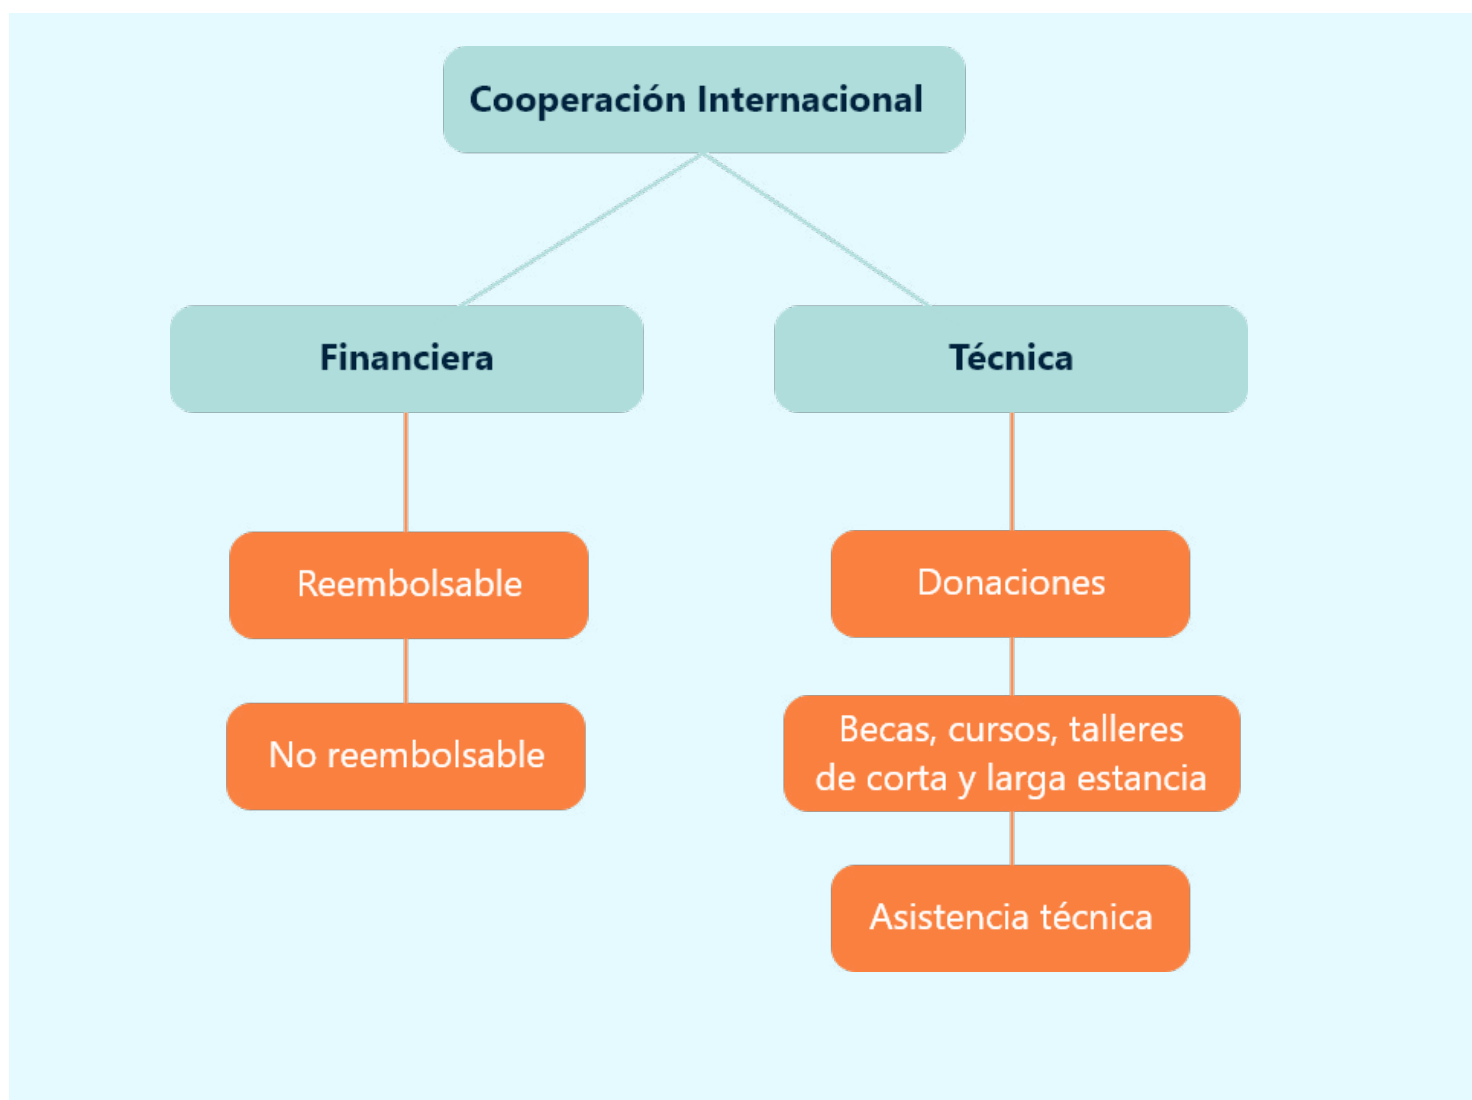 Cooperación Internacional
Financiera
Técnica
Reembolsable
No reembolsable
Donaciones
Becas, cursos, talleres
de corta y larga estancia
Asistencia técnica